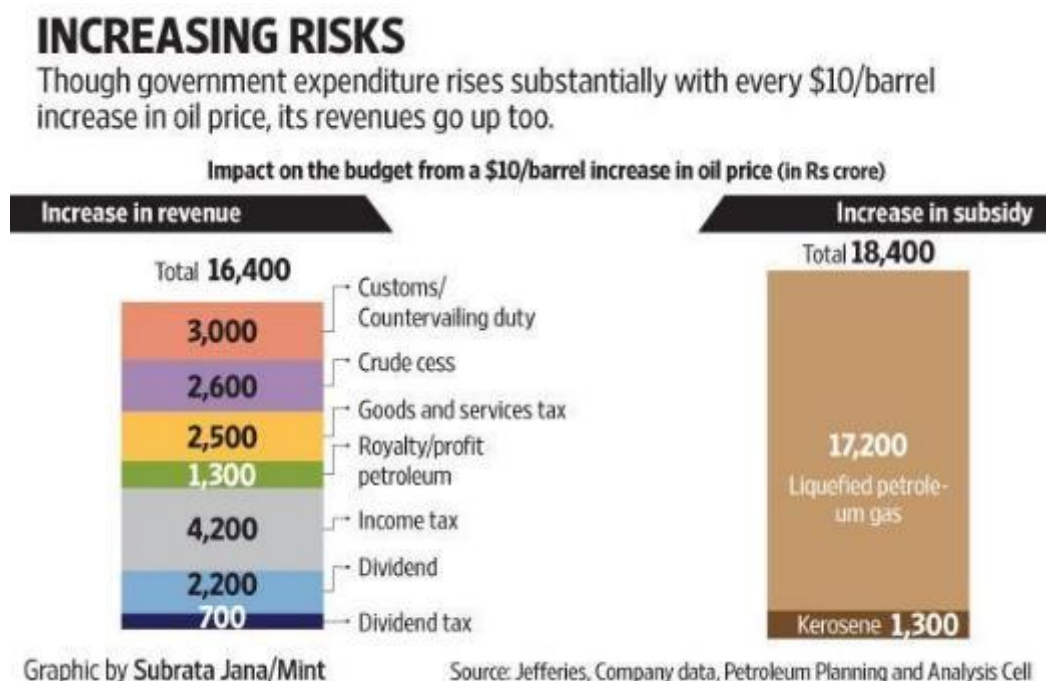 INCREASING RISKS
Though government expenditure rises substantially with every $10/barrel
increase in oil price, its revenues go up too.
Impact on the budget from a $10/barrel increase in oil price (in Rs crore)
Increase in revenue
Total 16,400
3,000
Customs/
Countervailing duty
2,600
Crude cess
2,500
Goods and services tax
1,300
Royalty/profit
petroleum
4,200
Income tax
2,200
Dividend
700
Dividend tax
Increase in subsidy
Total 18,400
17,200
Liquefied petrole-
um gas
Kerosene 1,300
Graphic by Subrata Jana/Mint
Source: Jefferies, Company data, Petroleum Planning and Analysis Cell